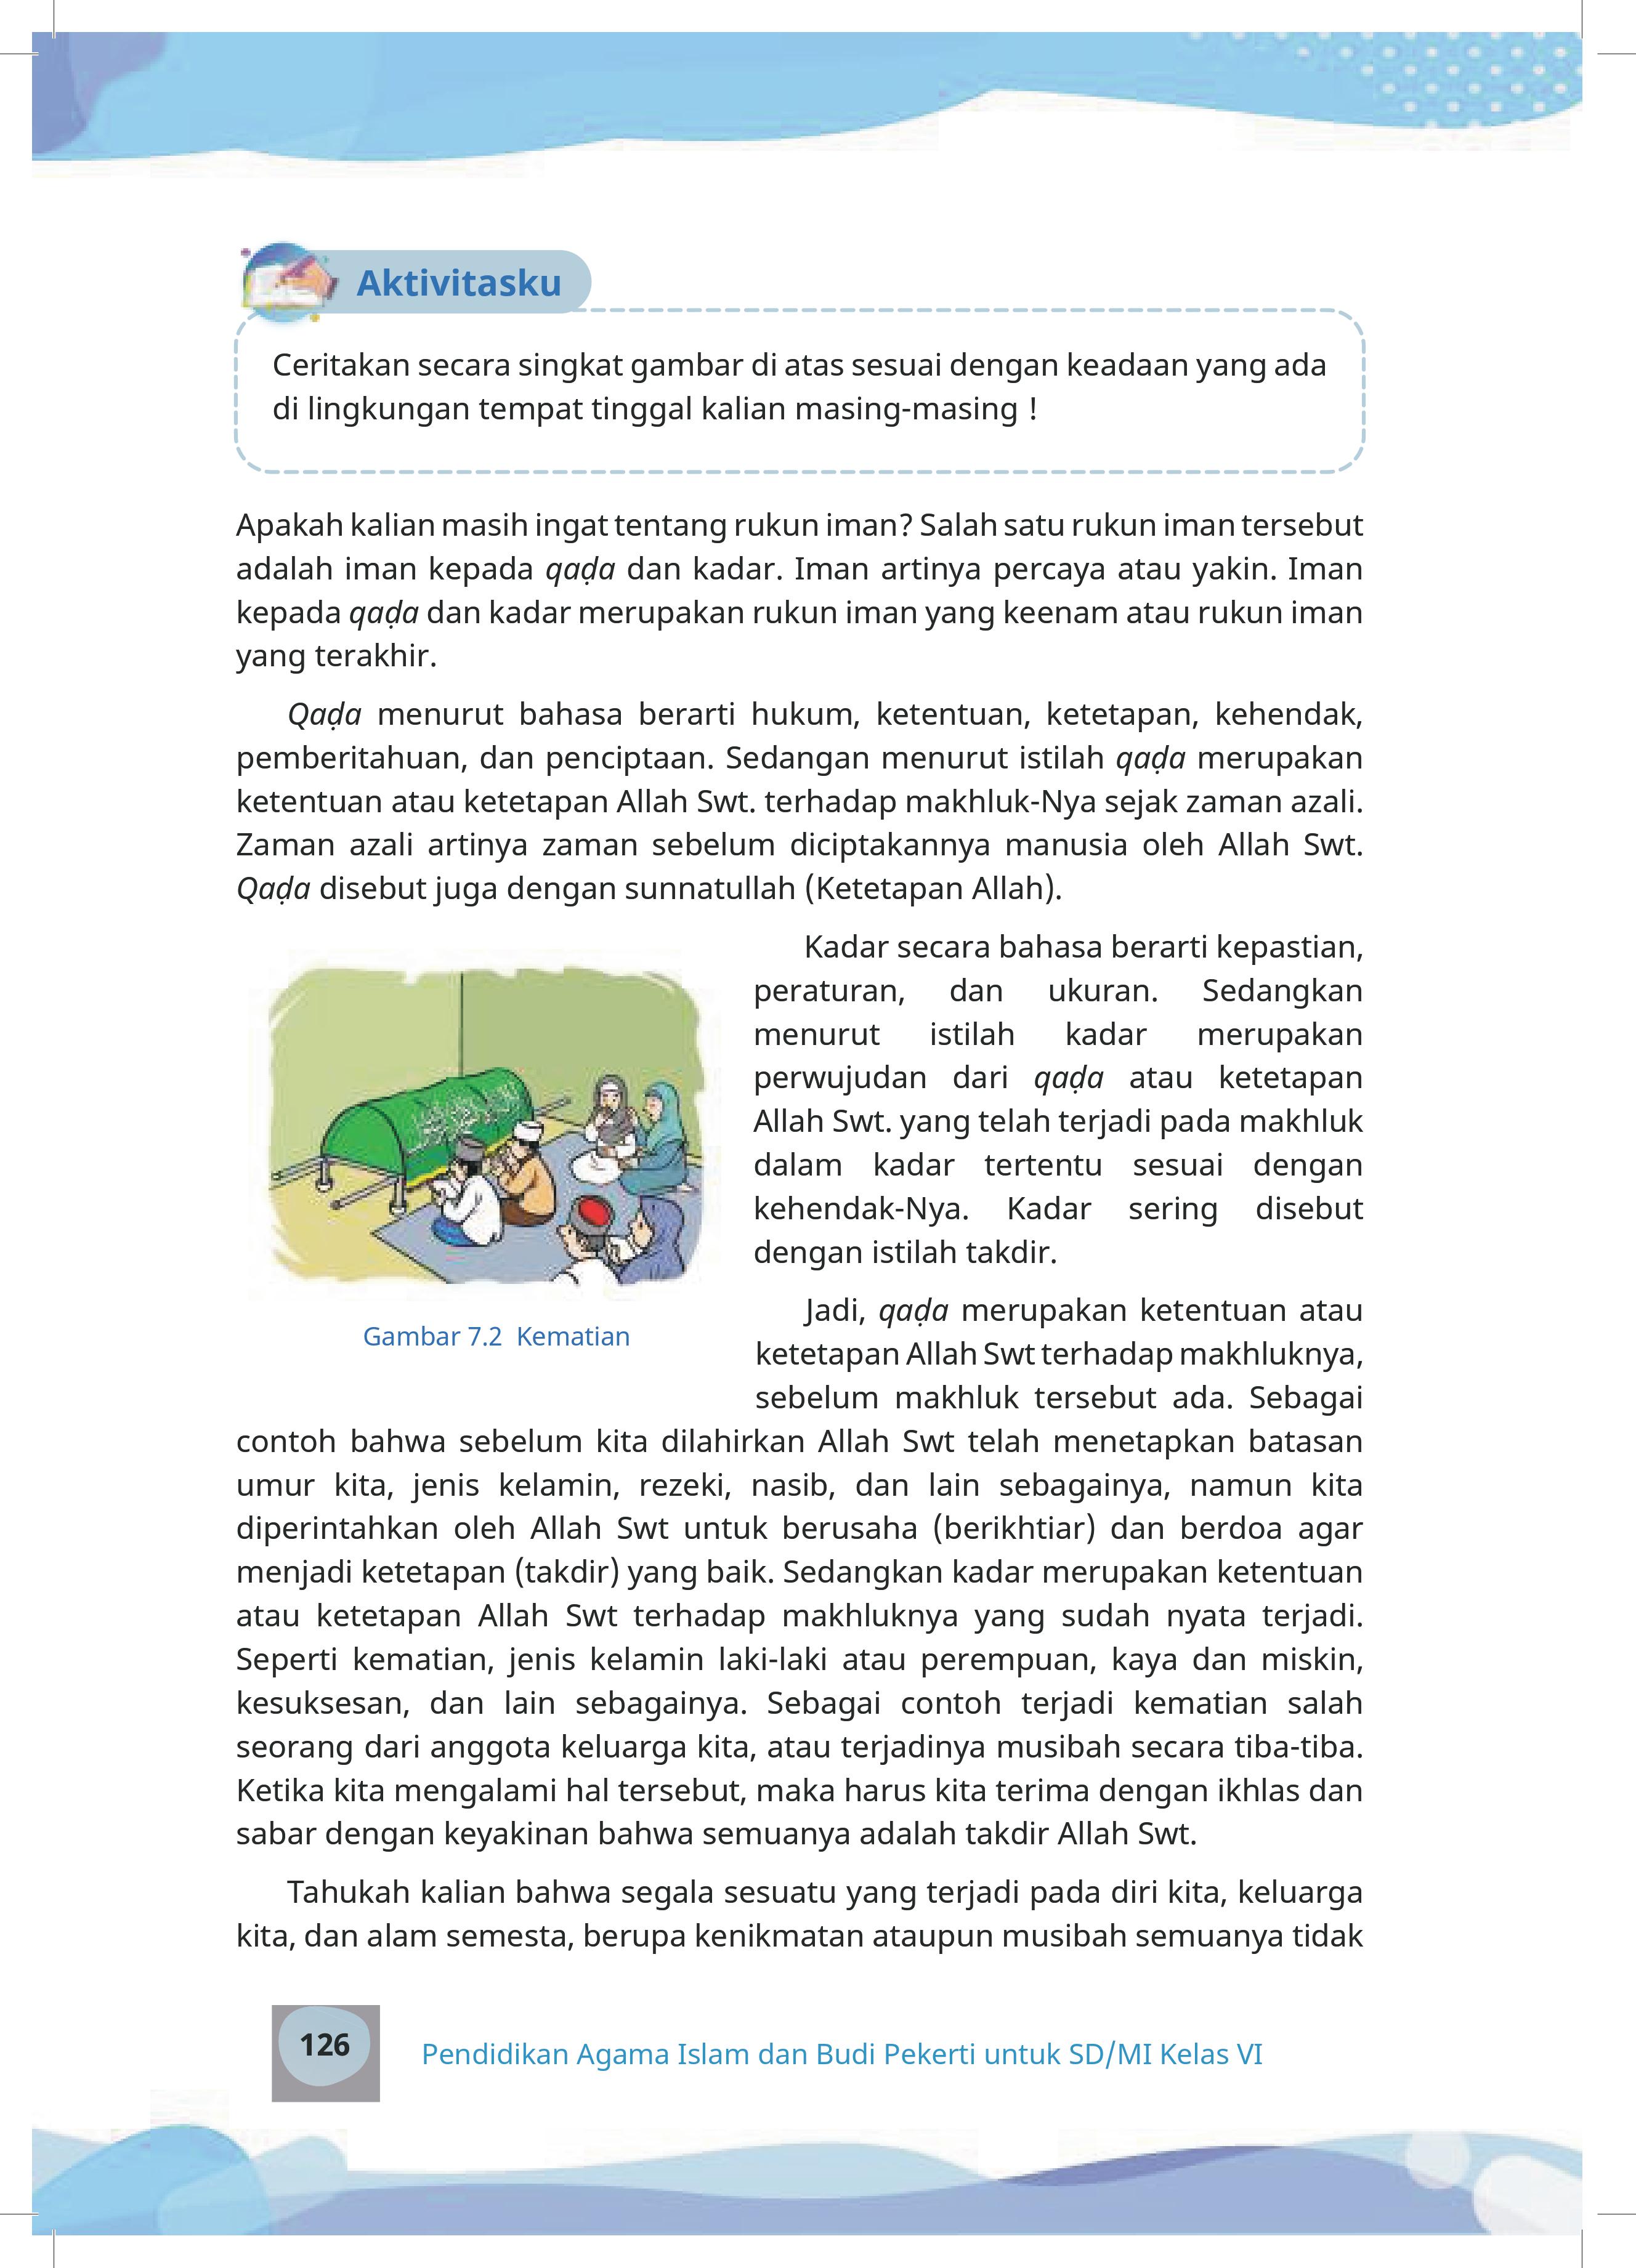 Aktivitasku
Ceritakan secara singkat gambar di atas sesuai dengan keadaan yang ada
di lingkungan tempat tinggal kalian masing-masing !
Apakah kalian masih ingat tentang rukun iman? Salah satu rukun iman tersebut
adalah iman kepada qaḍa dan kadar. Iman artinya percaya atau yakin. Iman
kepada qaḍa dan kadar merupakan rukun iman yang keenam atau rukun iman
yang terakhir.
Qaḍa menurut bahasa berarti hukum, ketentuan, ketetapan, kehendak,
pemberitahuan, dan penciptaan. Sedangan menurut istilah qaḍa merupakan
ketentuan atau ketetapan Allah Swt. terhadap makhluk-Nya sejak zaman azali.
Zaman azali artinya zaman sebelum diciptakannya manusia oleh Allah Swt.
Qaḍa disebut juga dengan sunnatullah (Ketetapan Allah).
Kadar secara bahasa berarti kepastian,
peraturan, dan ukuran. Sedangkan
menurut istilah kadar merupakan
perwujudan dari qaḍa atau ketetapan
Allah Swt. yang telah terjadi pada makhluk
dalam kadar tertentu sesuai dengan
kehendak-Nya. Kadar sering disebut
dengan istilah takdir.
Gambar 7.2 Kematian
Jadi, qaḍa merupakan ketentuan atau
ketetapan Allah Swt terhadap makhluknya,
sebelum makhluk tersebut ada. Sebagai
contoh bahwa sebelum kita dilahirkan Allah Swt telah menetapkan batasan
umur kita, jenis kelamin, rezeki, nasib, dan lain sebagainya, namun kita
diperintahkan oleh Allah Swt untuk berusaha (berikhtiar) dan berdoa agar
menjadi ketetapan (takdir) yang baik. Sedangkan kadar merupakan ketentuan
atau ketetapan Allah Swt terhadap makhluknya yang sudah nyata terjadi.
Seperti kematian, jenis kelamin laki-laki atau perempuan, kaya dan miskin,
kesuksesan, dan lain sebagainya. Sebagai contoh terjadi kematian salah
seorang dari anggota keluarga kita, atau terjadinya musibah secara tiba-tiba.
Ketika kita mengalami hal tersebut, maka harus kita terima dengan ikhlas dan
sabar dengan keyakinan bahwa semuanya adalah takdir Allah Swt.
Tahukah kalian bahwa segala sesuatu yang terjadi pada diri kita, keluarga
kita, dan alam semesta, berupa kenikmatan ataupun musibah semuanya tidak
126
Pendidikan Agama Islam dan Budi Pekerti untuk SD/MI Kelas VI